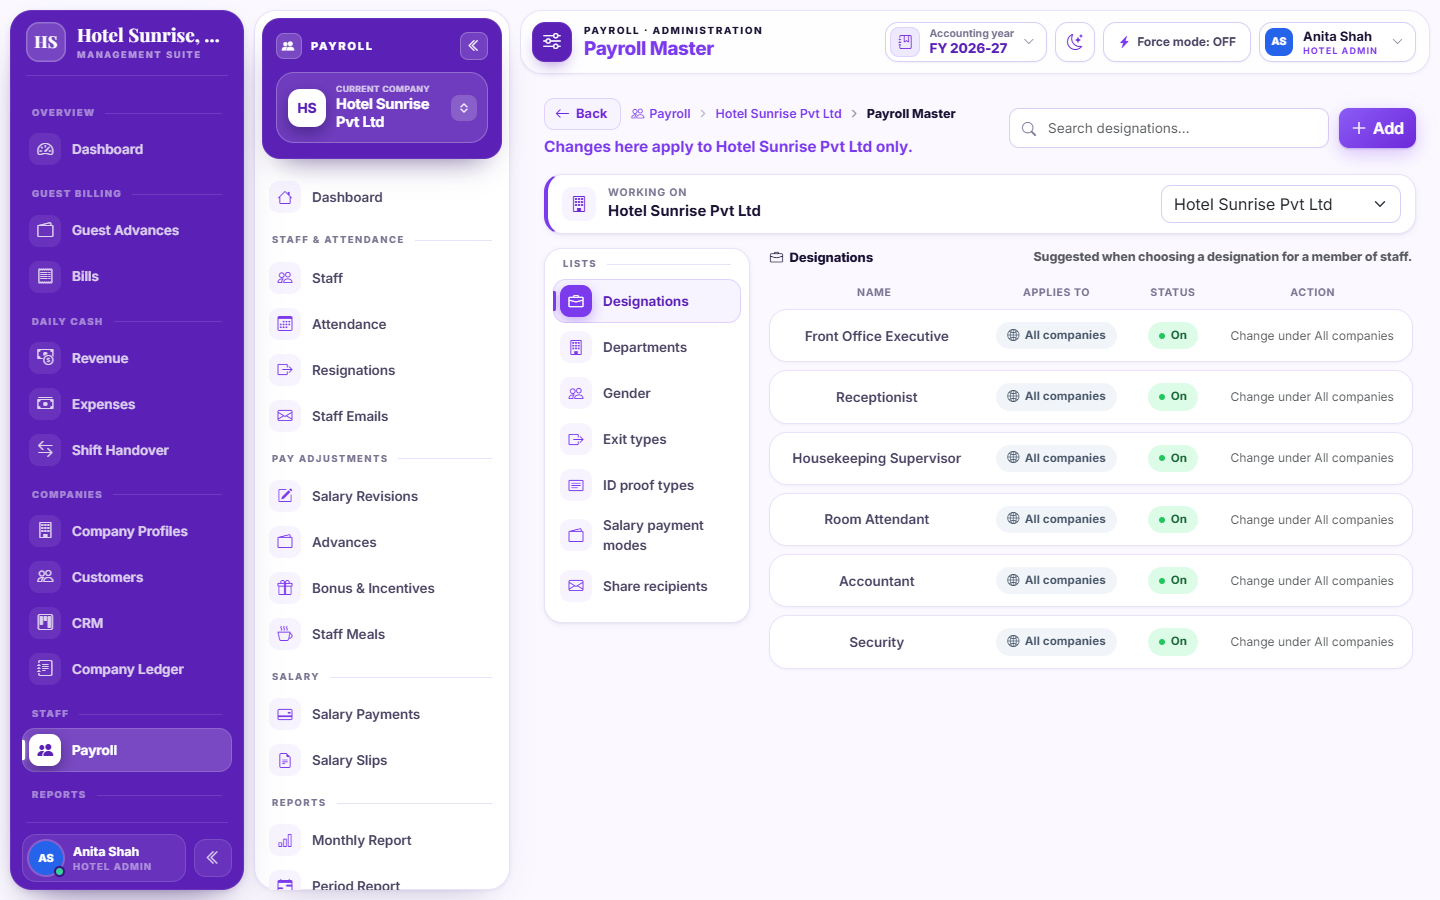 HS
Hotel Sunrise, ...
MANAGEMENT SUITE
OVERVIEW
Dashboard
GUEST BILLING
Guest Advances
Bills
DAILY CASH
Revenue
Expenses
Shift Handover
COMPANIES
Company Profiles
Customers
CRM
Company Ledger
STAFF
Payroll
REPORTS
AS
Anita Shah
HOTEL ADMIN
PAYROLL
HS
CURRENT COMPANY
Hotel Sunrise
Pvt Ltd
Dashboard
STAFF & ATTENDANCE
Staff
Attendance
Resignations
Staff Emails
PAY ADJUSTMENTS
Salary Revisions
Advances
Bonus & Incentives
Staff Meals
SALARY
Salary Payments
Salary Slips
REPORTS
Monthly Report
Period Report
PAYROLL · ADMINISTRATION
Payroll Master
Accounting year
FY 2026-27
Force mode: OFF
AS
Anita Shah
HOTEL ADMIN
Back
Payroll > Hotel Sunrise Pvt Ltd > Payroll Master
Changes here apply to Hotel Sunrise Pvt Ltd only.
Search designations...
+ Add
WORKING ON
Hotel Sunrise Pvt Ltd
Hotel Sunrise Pvt Ltd
LISTS
Designations
Departments
Gender
Exit types
ID proof types
Salary payment
modes
Share recipients
Designations
Suggested when choosing a designation for a member of staff.
NAME APPLIES TO STATUS ACTION
Front Office Executive All companies On Change under All companies
Receptionist All companies On Change under All companies
Housekeeping Supervisor All companies On Change under All companies
Room Attendant All companies On Change under All companies
Accountant All companies On Change under All companies
Security All companies On Change under All companies